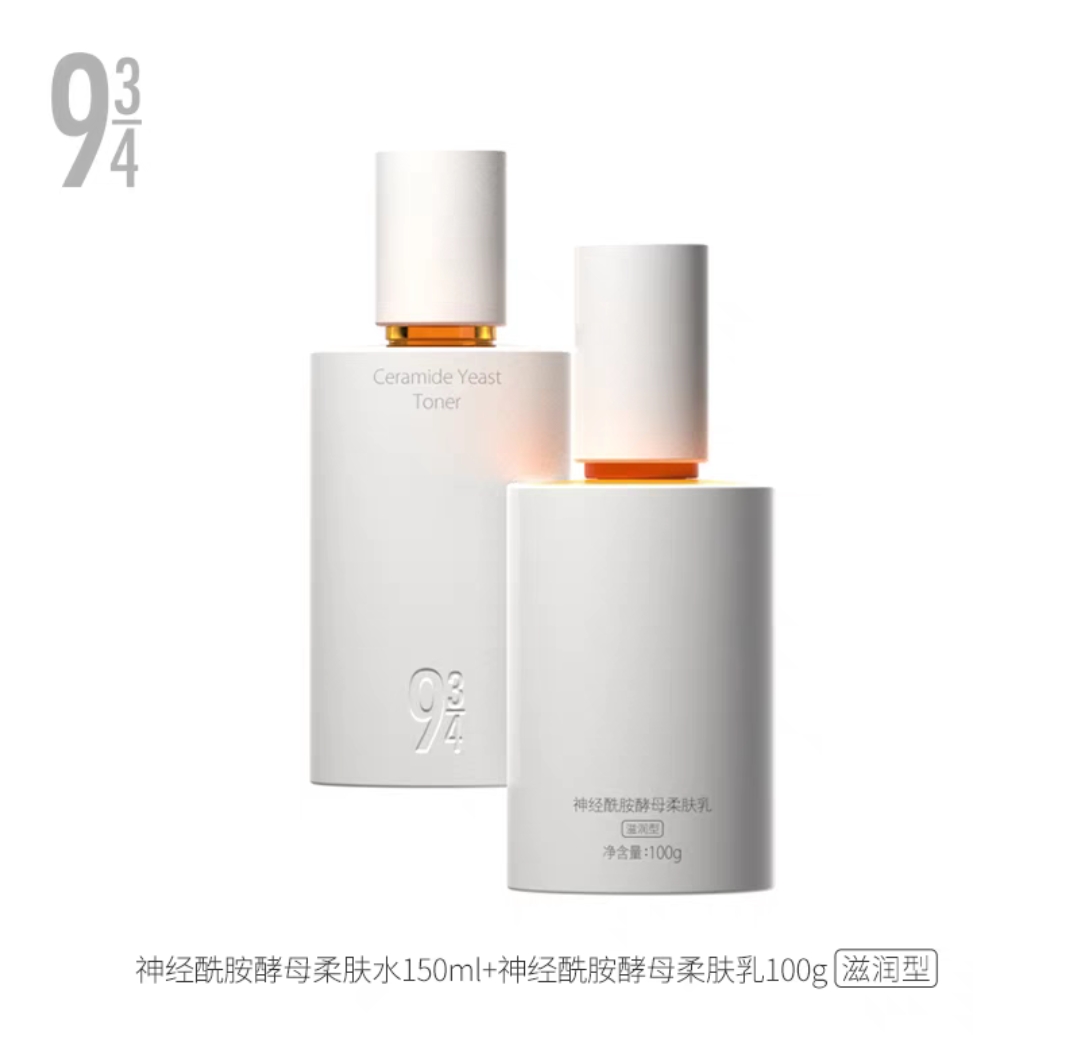 9 3/4
Ceramide Yeast
Toner
9 3/4
神经酰胺酵母柔肤乳
滋润型
净含量:100g
神经酰胺酵母柔肤水150ml+神经酰胺酵母柔肤乳100g 滋润型